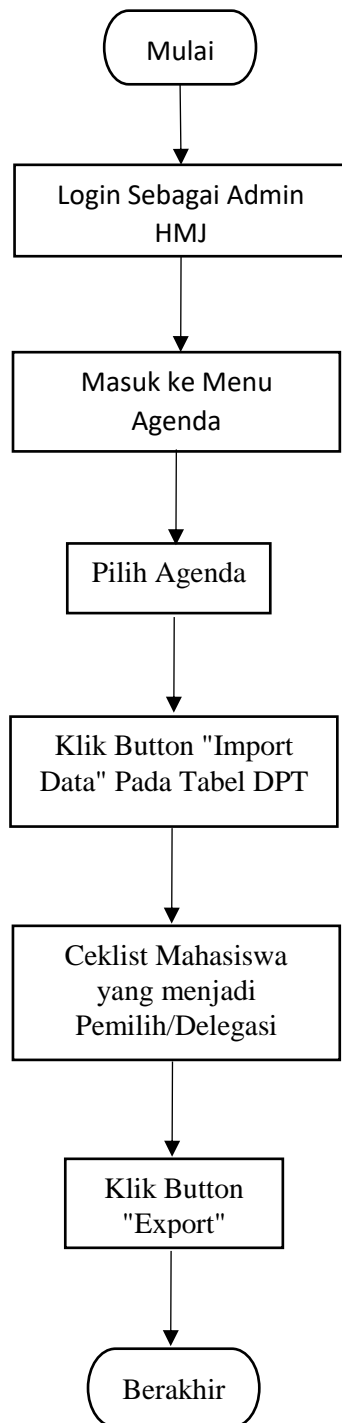 Mulai
Login Sebagai Admin
HMJ
Masuk ke Menu
Agenda
Pilih Agenda
Klik Button "Import
Data" Pada Tabel DPT
Ceklist Mahasiswa
yang menjadi
Pemilih/Delegasi
Klik Button
"Export"
Berakhir